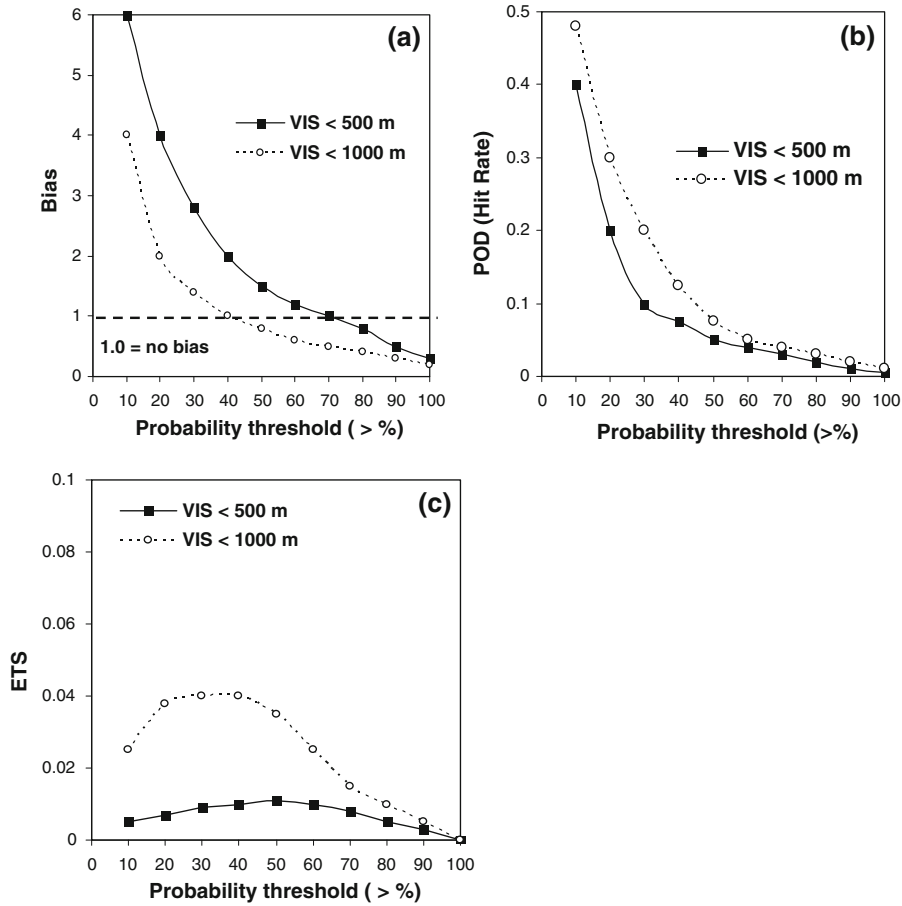 (a)
6
5
4
3
2
1
0
Bias
VIS < 500 m
VIS < 1000 m
1.0 = no bias
0 10 20 30 40 50 60 70 80 90 100
Probability threshold ( > %)
(b)
0.5
0.4
0.3
0.2
0.1
0
POD (Hit Rate)
VIS < 500 m
VIS < 1000 m
0 10 20 30 40 50 60 70 80 90 100
Probability threshold (>%)
(c)
0.1
0.08
0.06
0.04
0.02
0
ETS
VIS < 500 m
VIS < 1000 m
0 10 20 30 40 50 60 70 80 90 100
Probability threshold ( > %)